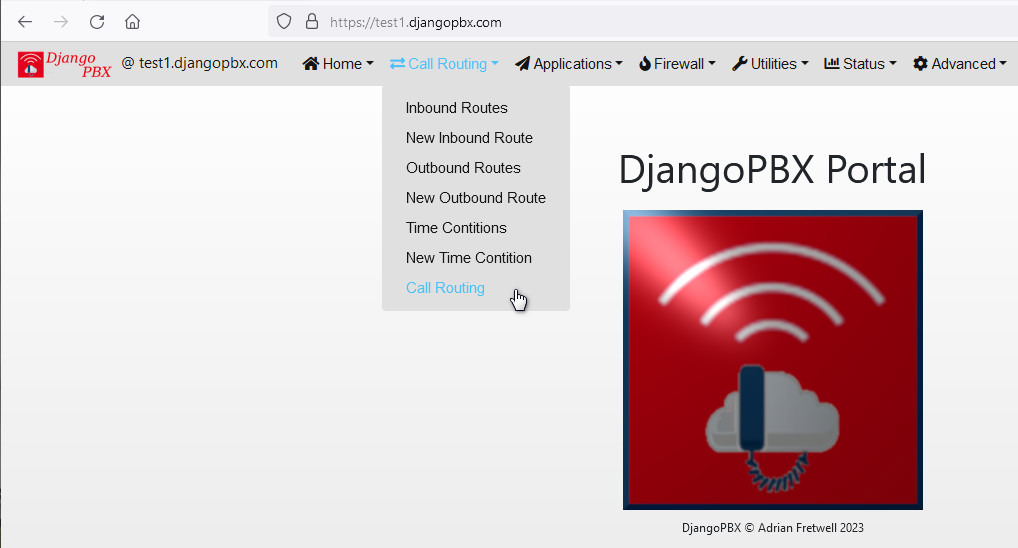 https://test1.djangopbx.com
Django PBX @ test1.djangopbx.com Home Call Routing Applications Firewall Utilities Status Advanced
Inbound Routes
New Inbound Route
Outbound Routes
New Outbound Route
Time Contitions
New Time Contition
Call Routing
DjangoPBX Portal
DjangoPBX © Adrian Fretwell 2023